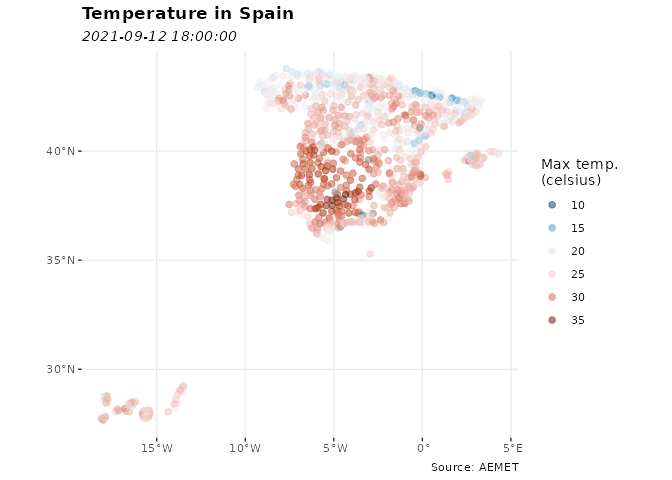 Temperature in Spain
2021-09-12 18:00:00
40°N
35°N
30°N
15°W
10°W
5°W
0°
5°E
Max temp.
(celsius)
10
15
20
25
30
35
Source: AEMET